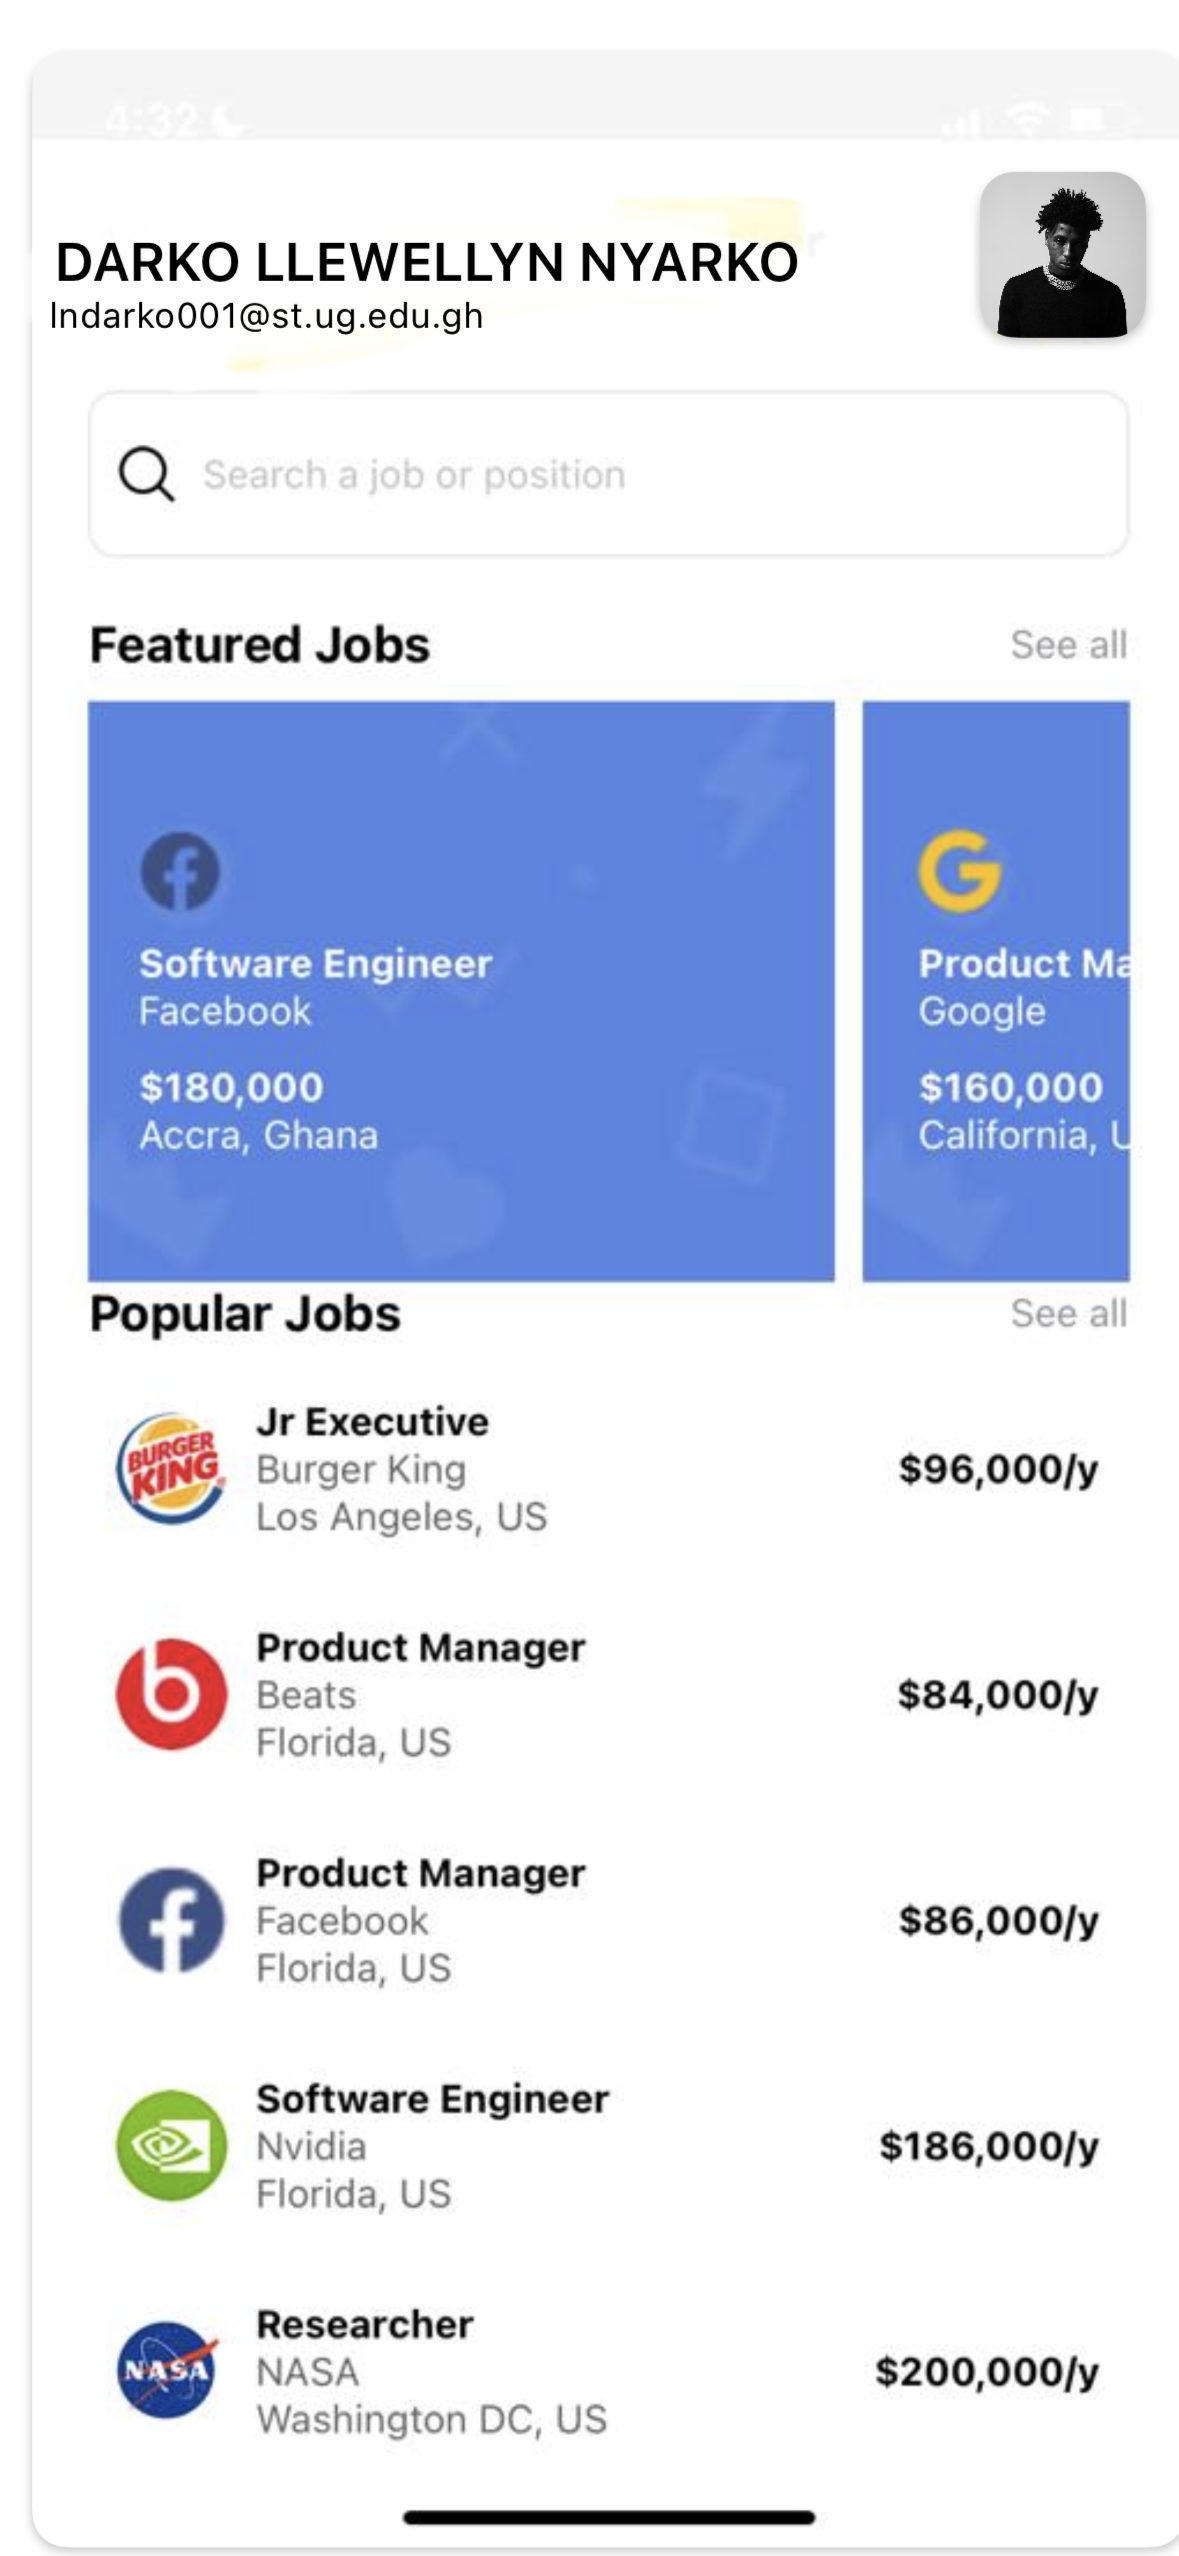 4:32
DARKO LLEWELLYN NYARKO
lndarko001@st.ug.edu.gh
Search a job or position
Featured Jobs See all
Software Engineer
Facebook
$180,000
Accra, Ghana
Product Ma
Google
$160,000
California, U
Popular Jobs See all
BURGER
KING
Jr Executive
Burger King
Los Angeles, US
$96,000/y
Product Manager
Beats
Florida, US
$84,000/y
Product Manager
Facebook
Florida, US
$86,000/y
Software Engineer
Nvidia
Florida, US
$186,000/y
NASA
Researcher
NASA
Washington DC, US
$200,000/y